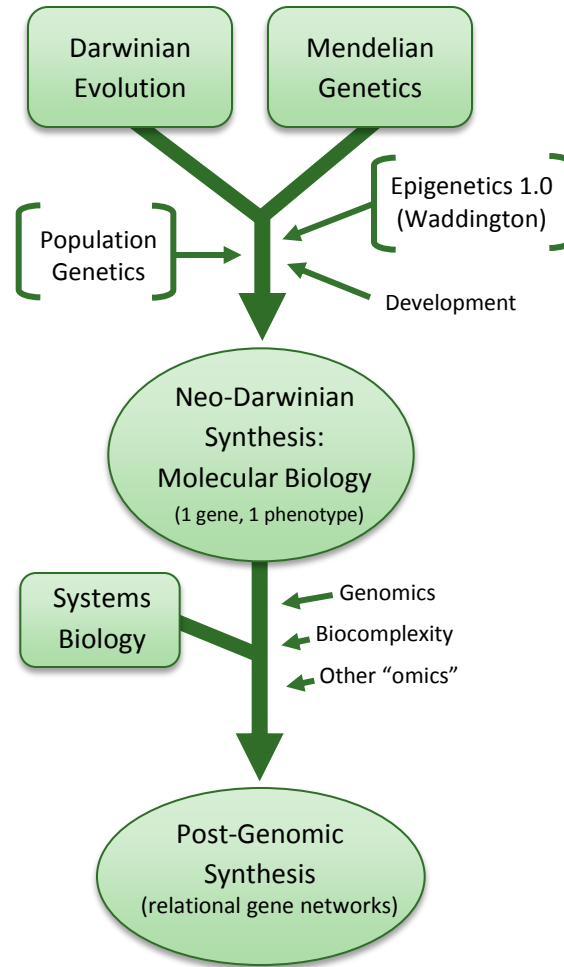 Darwinian
Evolution
Mendelian
Genetics
Epigenetics 1.0
(Waddington)
Population
Genetics
Development
Neo-Darwinian
Synthesis:
Molecular Biology
(1 gene, 1 phenotype)
Systems
Biology
Genomics
Biocomplexity
Other “omics”
Post-Genomic
Synthesis
(relational gene networks)